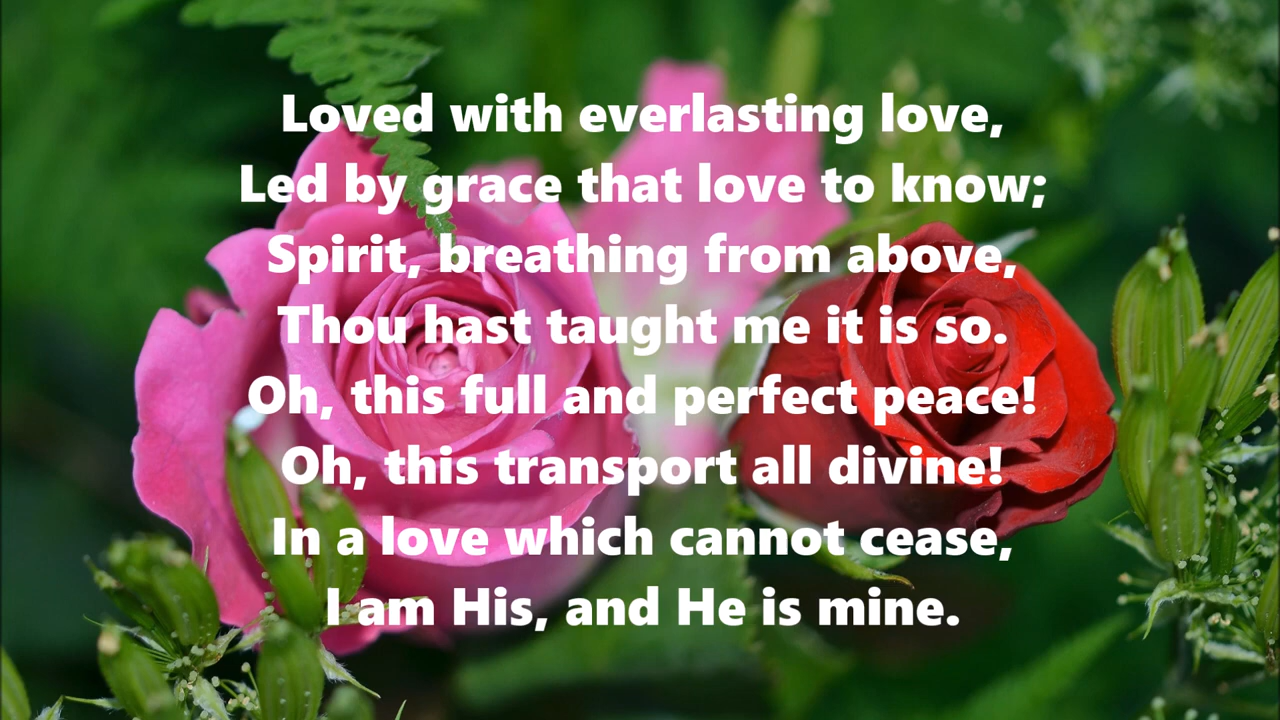 Loved with everlasting love,
Led by grace that love to know;
Spirit, breathing from above,
Thou hast taught me it is so.
Oh, this full and perfect peace!
Oh, this transport all divine!
In a love which cannot cease,
I am His, and He is mine.